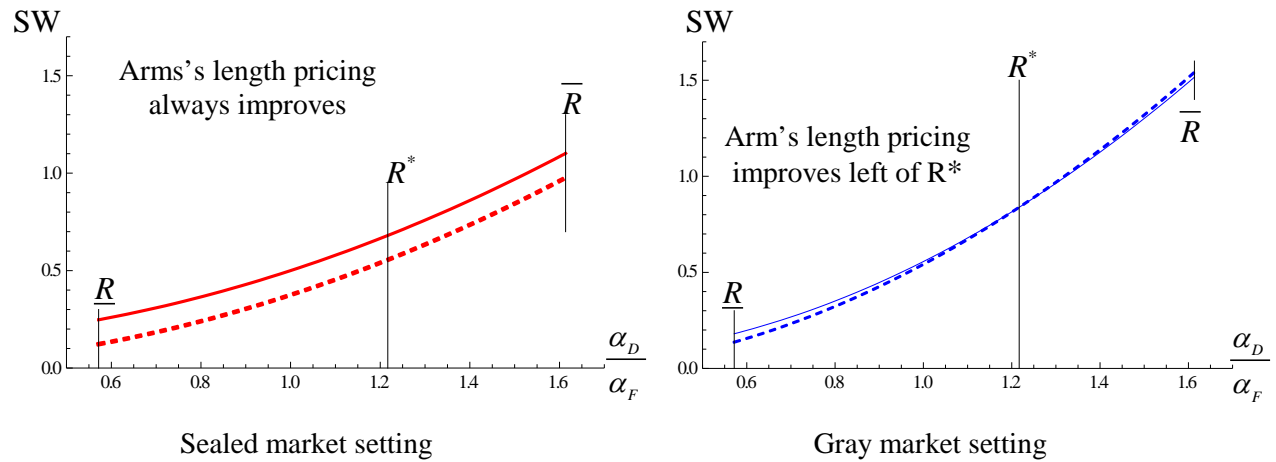 SW
Arms's length pricing
always improves
R̅
R*
R̲
1.5
1.0
0.5
0.0
0.6 0.8 1.0 1.2 1.4 1.6
α_D
α_F
Sealed market setting
SW
R*
R̅
Arm's length pricing
improves left of R*
R̲
1.5
1.0
0.5
0.0
0.6 0.8 1.0 1.2 1.4 1.6
α_D
α_F
Gray market setting